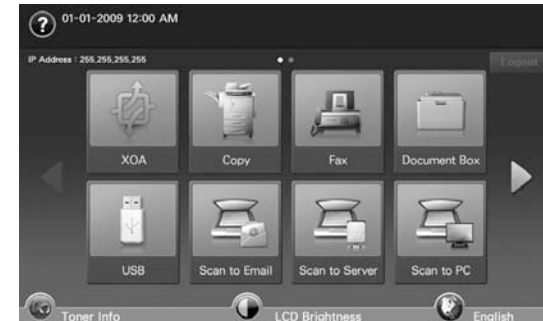 ? 01-01-2009 12:00 AM
IP Address : 255,255,255,255
Logout
XOA Copy Fax Document Box
USB Scan to Email Scan to Server Scan to PC
Toner Info LCD Brightness English